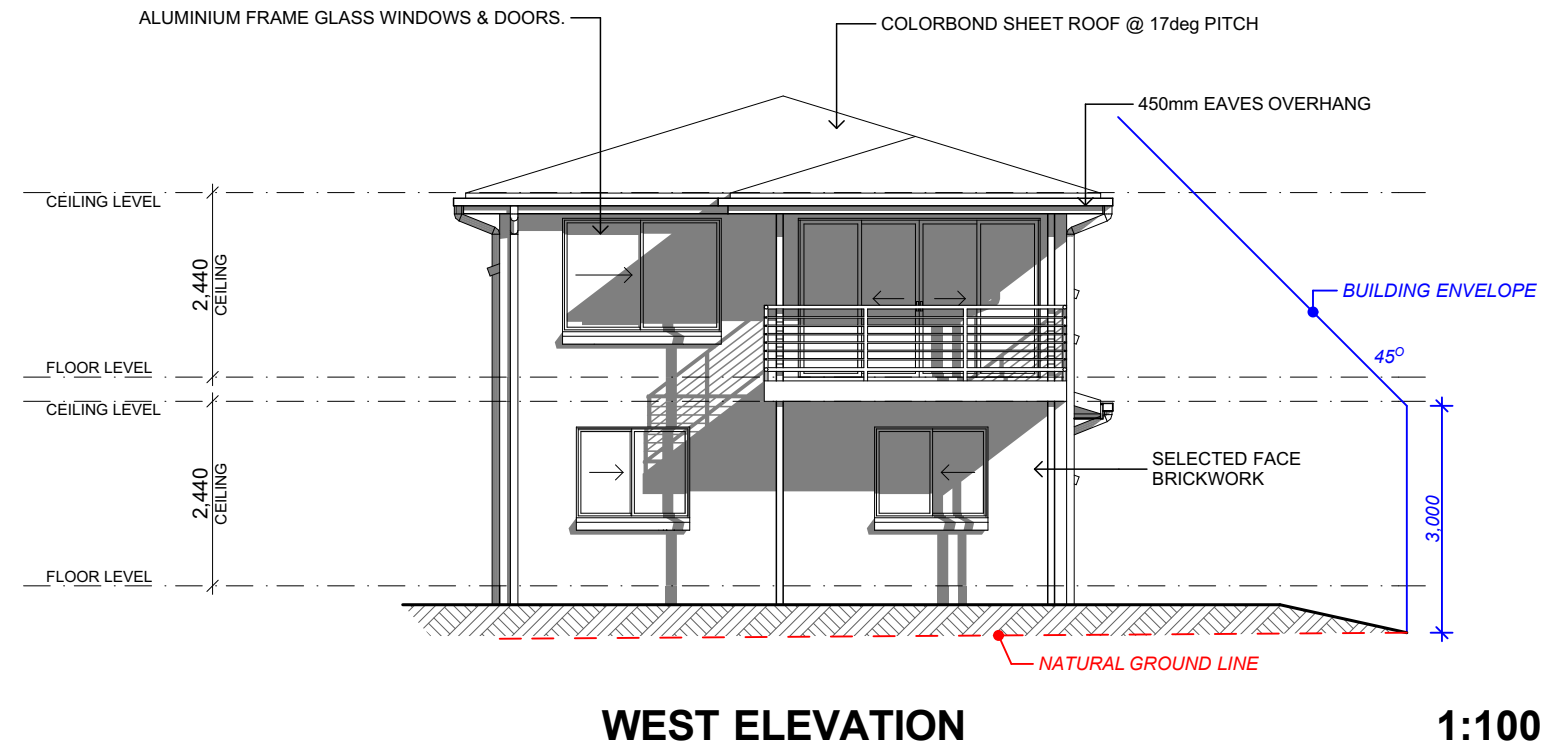 ALUMINIUM FRAME GLASS WINDOWS & DOORS.
COLORBOND SHEET ROOF @ 17deg PITCH
450mm EAVES OVERHANG
CEILING LEVEL
2,440
CEILING
BUILDING ENVELOPE
45O
FLOOR LEVEL
CEILING LEVEL
2,440
CEILING
SELECTED FACE
BRICKWORK
3,000
FLOOR LEVEL
NATURAL GROUND LINE
WEST ELEVATION
1:100